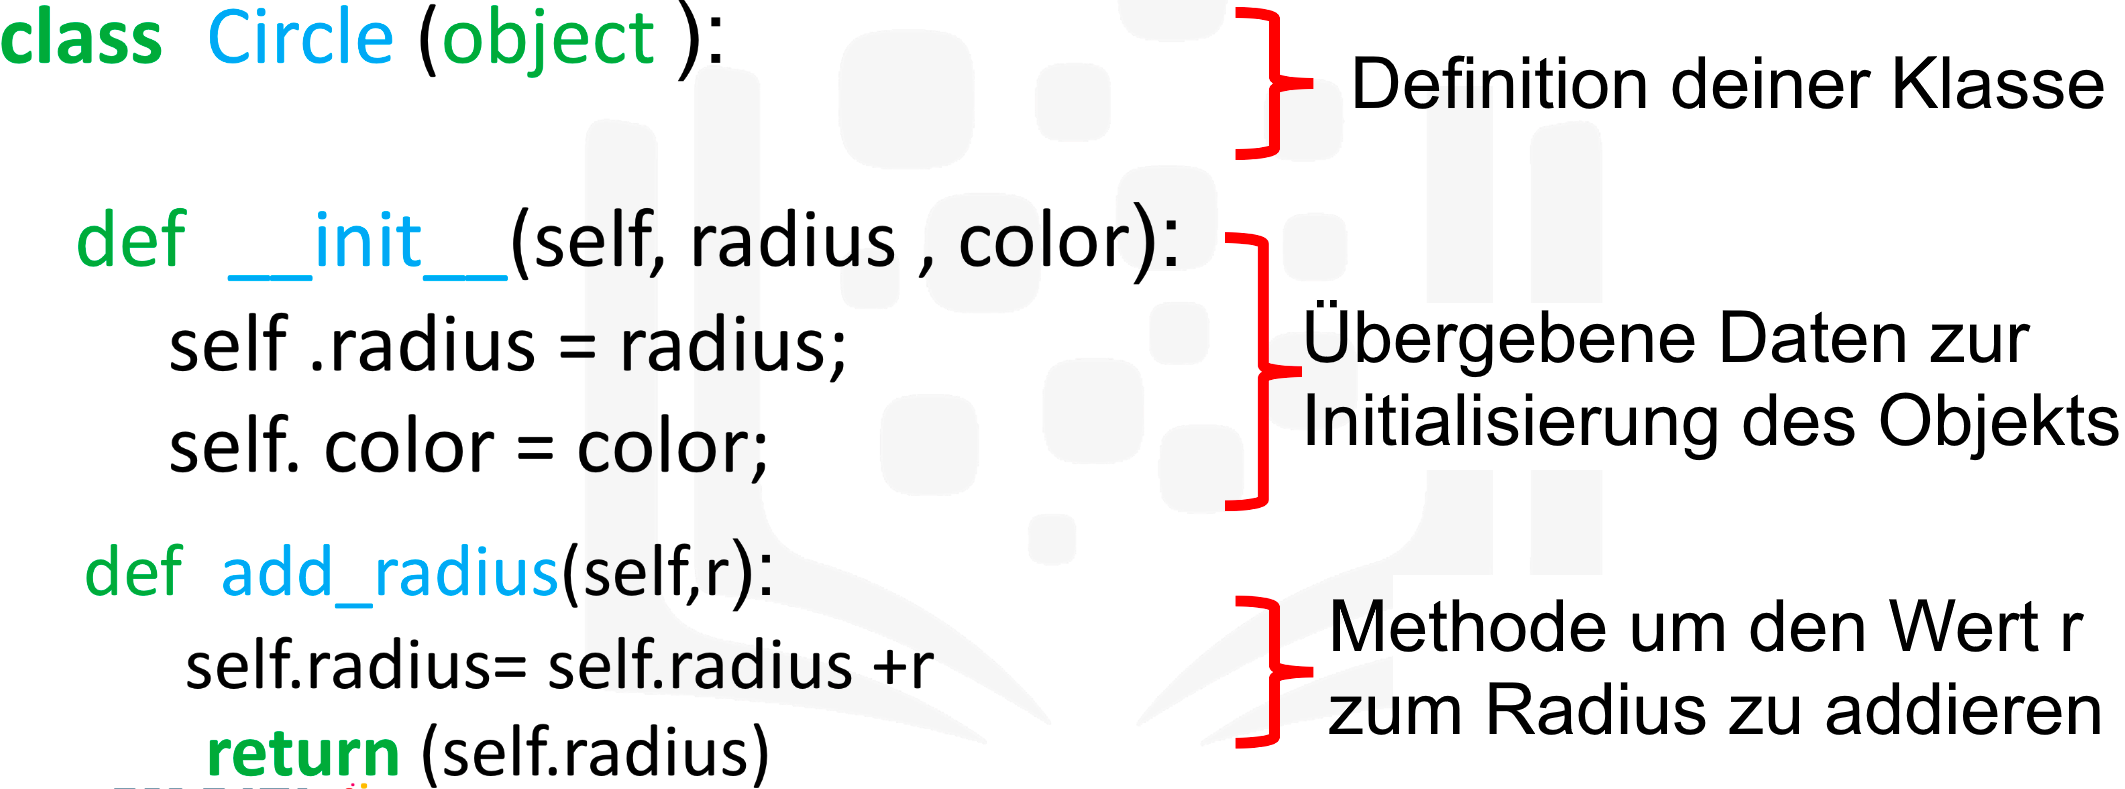 class Circle (object ):
Definition deiner Klasse
def __init__(self, radius , color):
self .radius = radius;
self. color = color;
Übergebene Daten zur
Initialisierung des Objekts
def add_radius(self,r):
self.radius= self.radius +r
return (self.radius)
Methode um den Wert r
zum Radius zu addieren